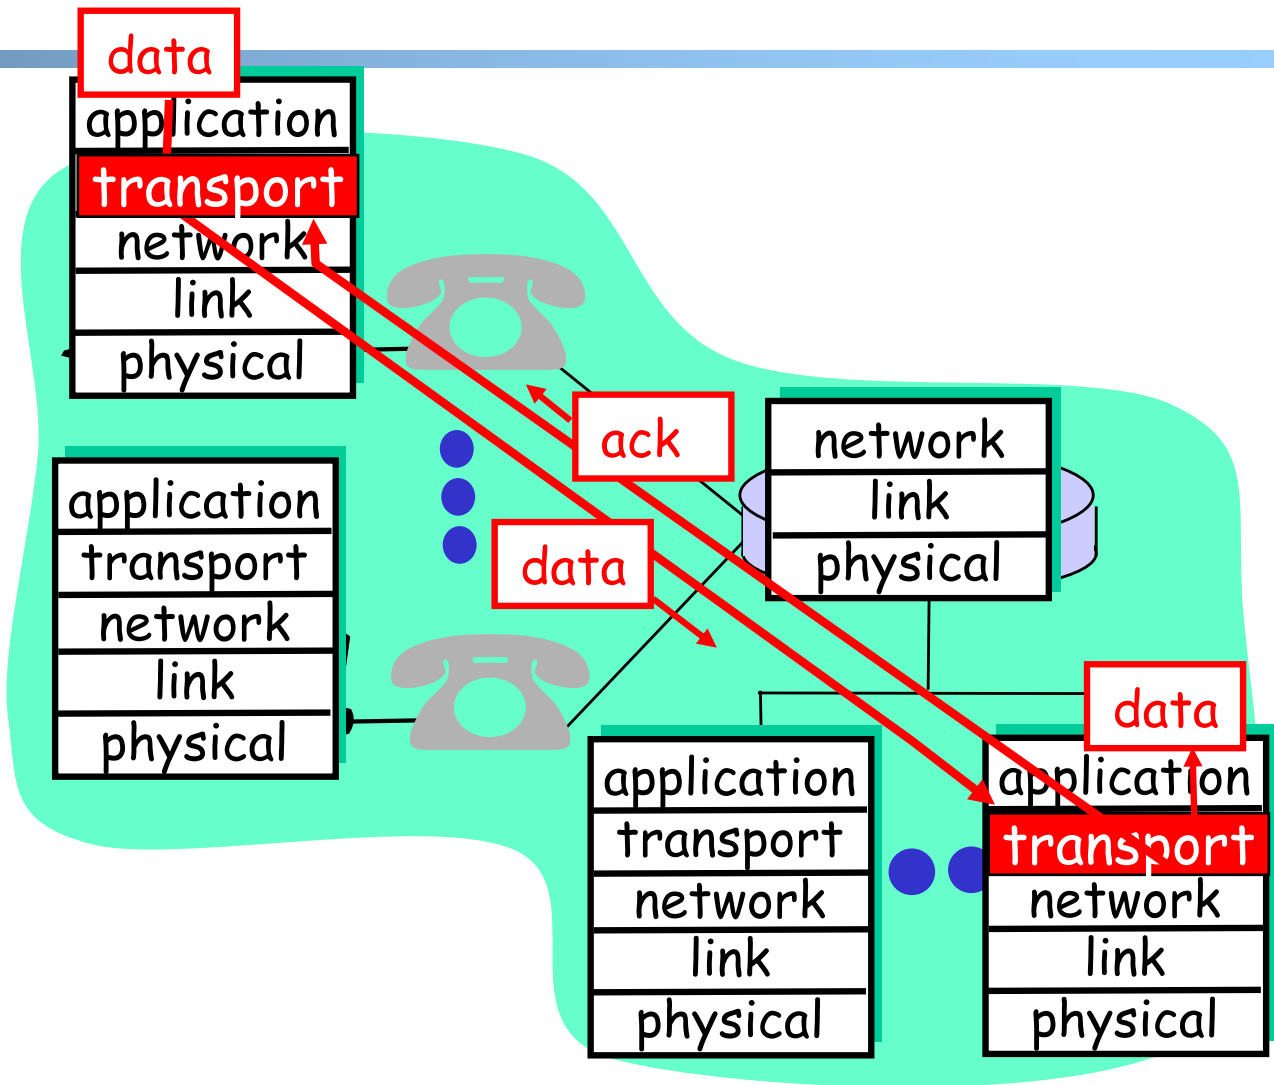 data
application
transport
network
link
physical
ack
network
link
physical
application
transport
network
link
physical
data
data
application
transport
network
link
physical
application
transport
network
link
physical